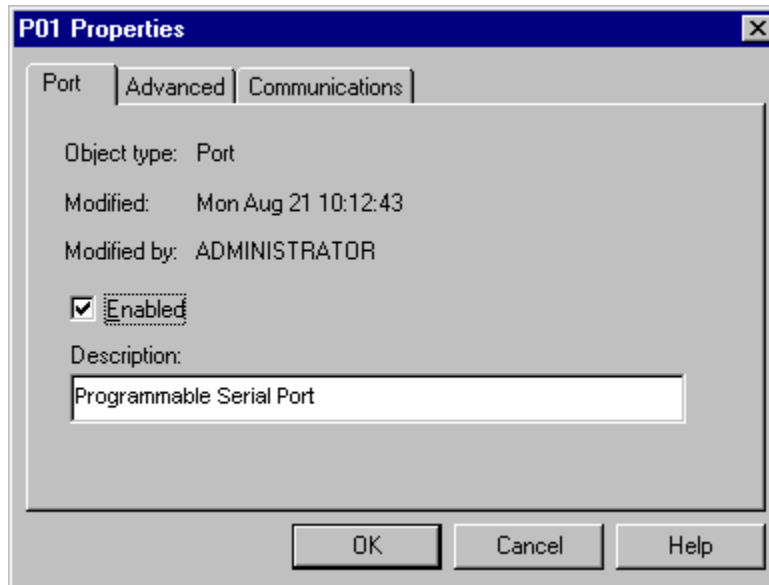 P01 Properties
Port Advanced Communications
Object type: Port
Modified: Mon Aug 21 10:12:43
Modified by: ADMINISTRATOR
Enabled
Description:
Programmable Serial Port
OK Cancel Help